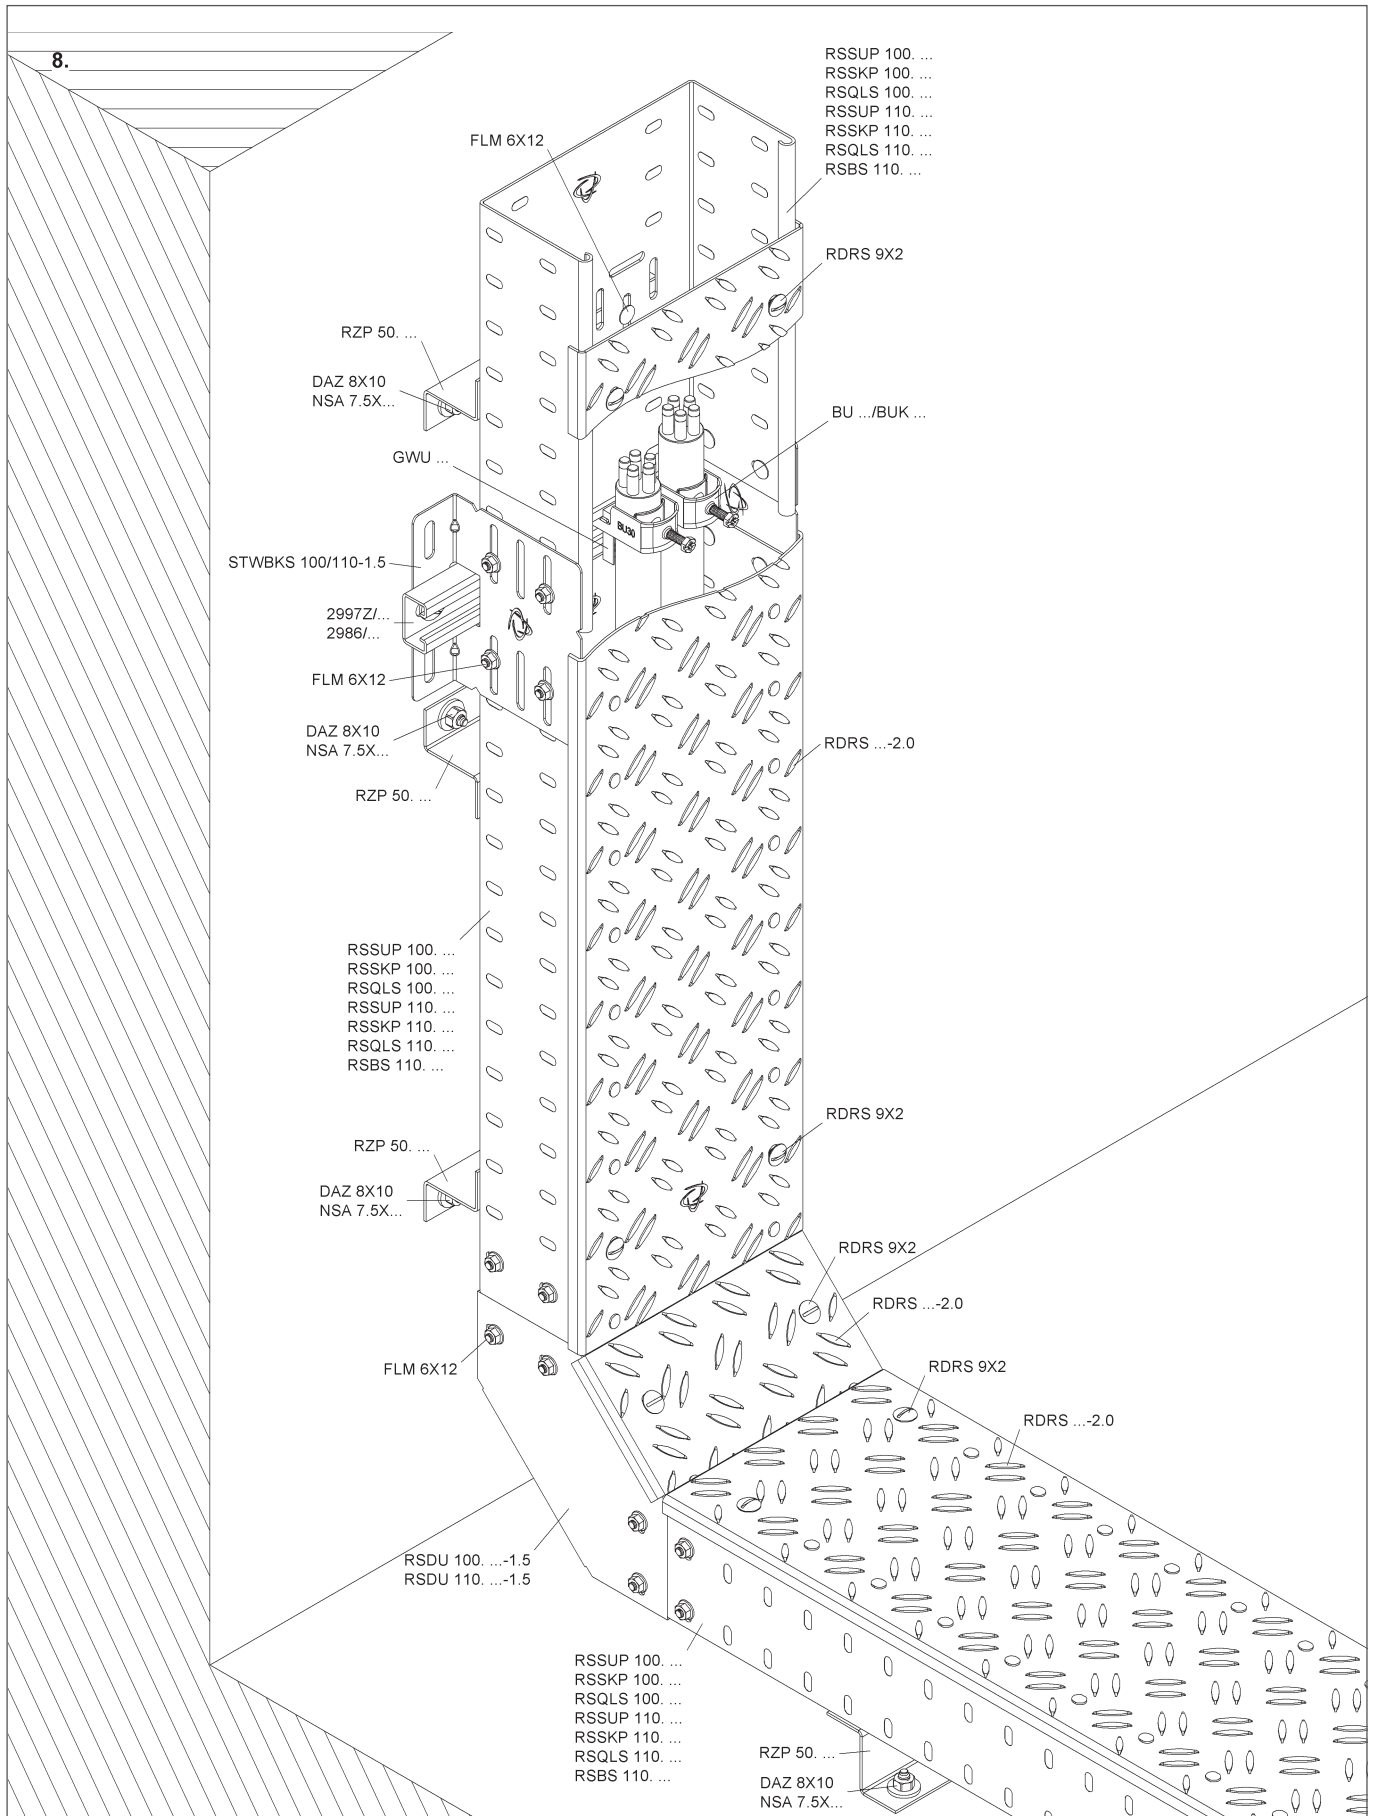 8.
RSSUP 100. ...
RSSKP 100. ...
RSQLS 100. ...
RSSUP 110. ...
RSSKP 110. ...
RSQLS 110. ...
RSBS 110. ...
FLM 6X12
RDRS 9X2
RZP 50. ...
DAZ 8X10
NSA 7.5X...
BU .../BUK ...
GWU ...
BU30
STWBKS 100/110-1.5
2997Z/...
2986/...
FLM 6X12
DAZ 8X10
NSA 7.5X...
RDRS ...-2.0
RZP 50. ...
RSSUP 100. ...
RSSKP 100. ...
RSQLS 100. ...
RSSUP 110. ...
RSSKP 110. ...
RSQLS 110. ...
RSBS 110. ...
RDRS 9X2
RZP 50. ...
DAZ 8X10
NSA 7.5X...
RDRS 9X2
RDRS ...-2.0
FLM 6X12
RDRS 9X2
RDRS ...-2.0
RSDU 100. ...-1.5
RSDU 110. ...-1.5
RSSUP 100. ...
RSSKP 100. ...
RSQLS 100. ...
RSSUP 110. ...
RSSKP 110. ...
RSQLS 110. ...
RSBS 110. ...
RZP 50. ...
DAZ 8X10
NSA 7.5X...